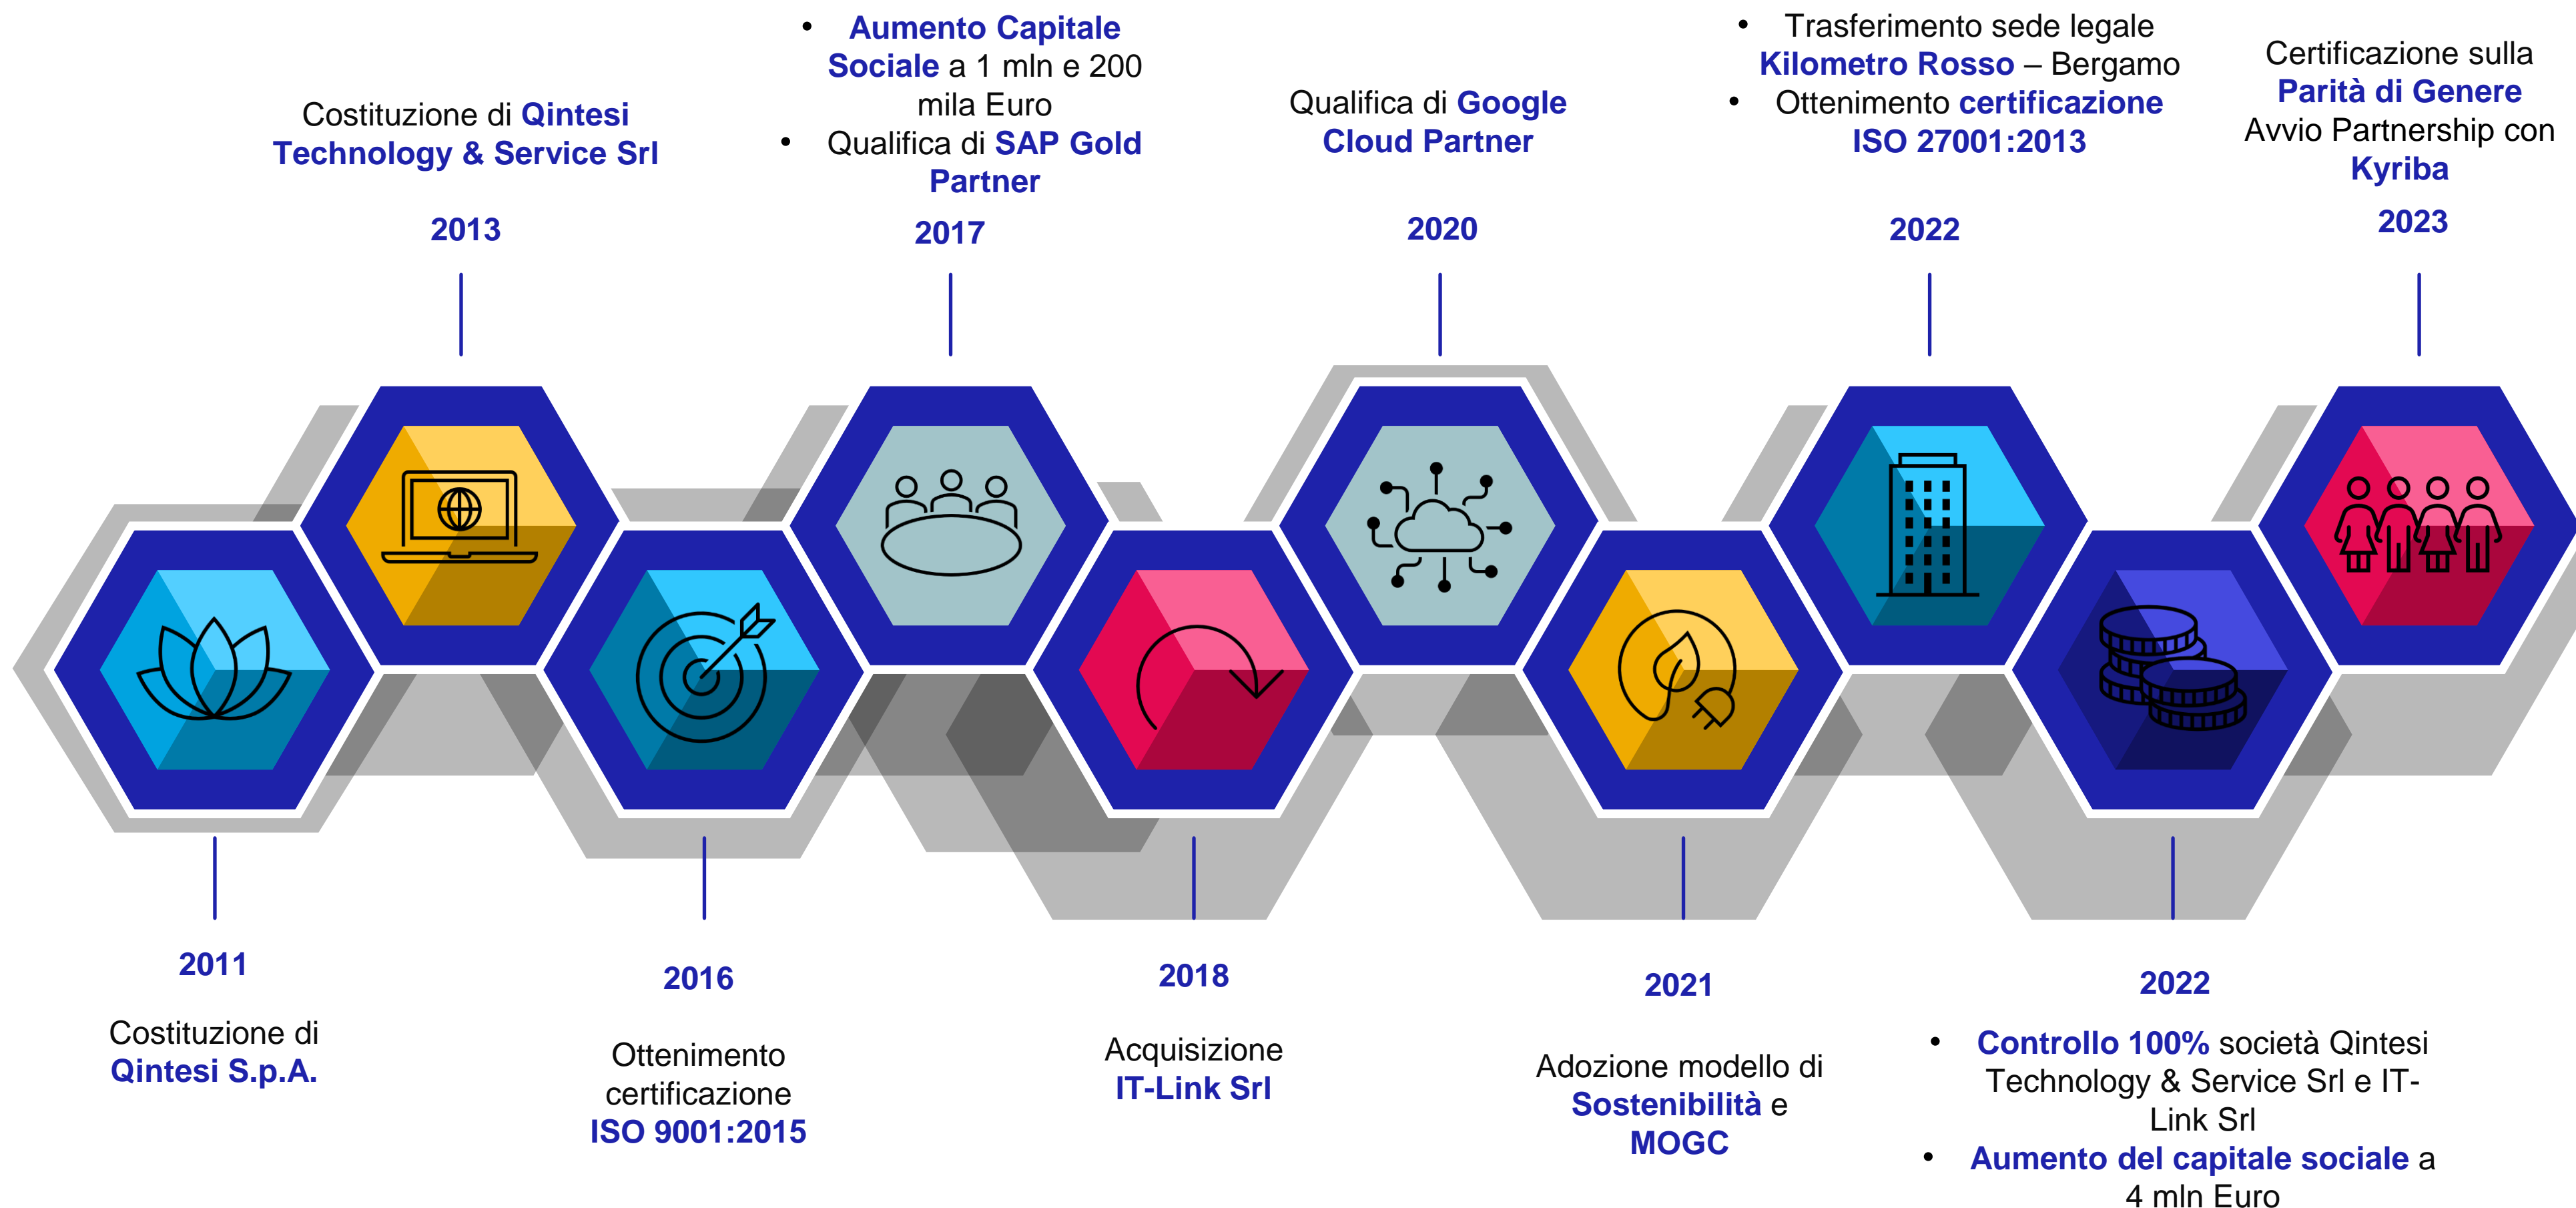 Costituzione di Qintesi
Technology & Service Srl
2013
• Aumento Capitale
Sociale a 1 mln e 200
mila Euro
• Qualifica di SAP Gold
Partner
2017
Qualifica di Google
Cloud Partner
2020
• Trasferimento sede legale
Kilometro Rosso – Bergamo
• Ottenimento certificazione
ISO 27001:2013
2022
Certificazione sulla
Parità di Genere
Avvio Partnership con
Kyriba
2023
2011
Costituzione di
Qintesi S.p.A.
2016
Ottenimento
certificazione
ISO 9001:2015
2018
Acquisizione
IT-Link Srl
2021
Adozione modello di
Sostenibilità e
MOGC
2022
• Controllo 100% società Qintesi
Technology & Service Srl e IT-
Link Srl
• Aumento del capitale sociale a
4 mln Euro